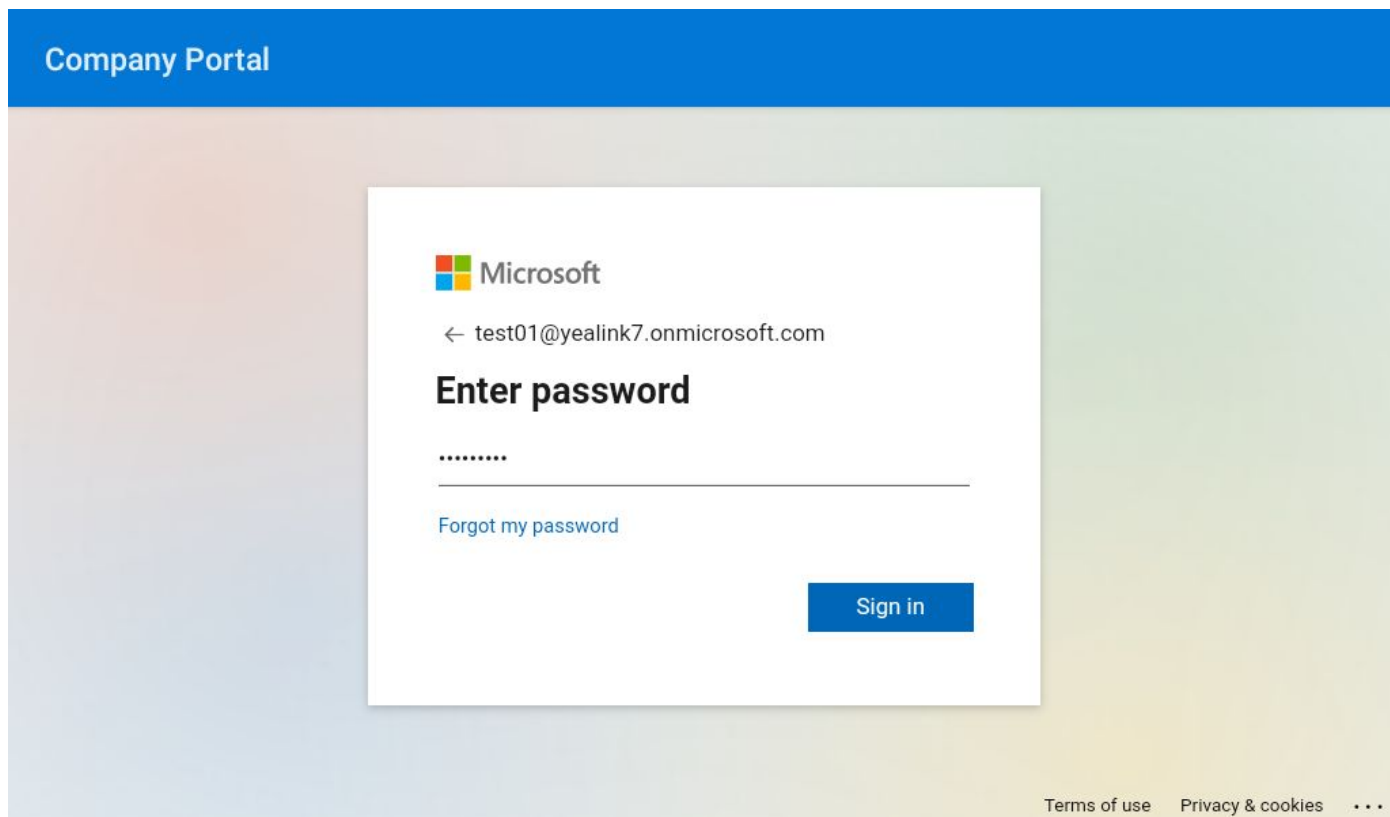 Company Portal
Microsoft
← test01@yealink7.onmicrosoft.com
Enter password
•••••••••
Forgot my password
Sign in
Terms of use Privacy & cookies ···